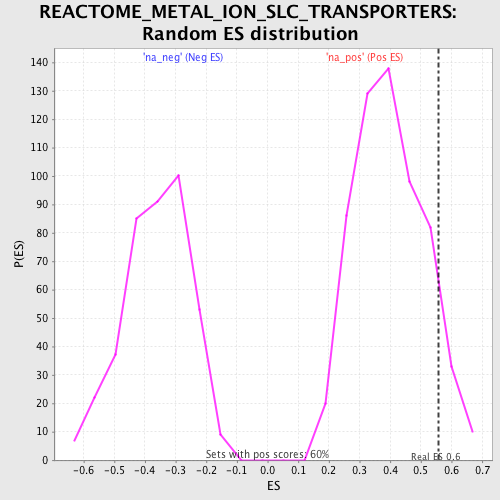 REACTOME_METAL_ION_SLC_TRANSPORTERS:
Random ES distribution
'na_neg' (Neg ES)
'na_pos' (Pos ES)
140
130
120
110
100
90
80
70
60
50
40
30
20
10
0
P(ES)
Sets with pos scores: 60%
Real ES 0.6
-0.6 -0.5 -0.4 -0.3 -0.2 -0.1 0.0 0.1 0.2 0.3 0.4 0.5 0.6 0.7
ES